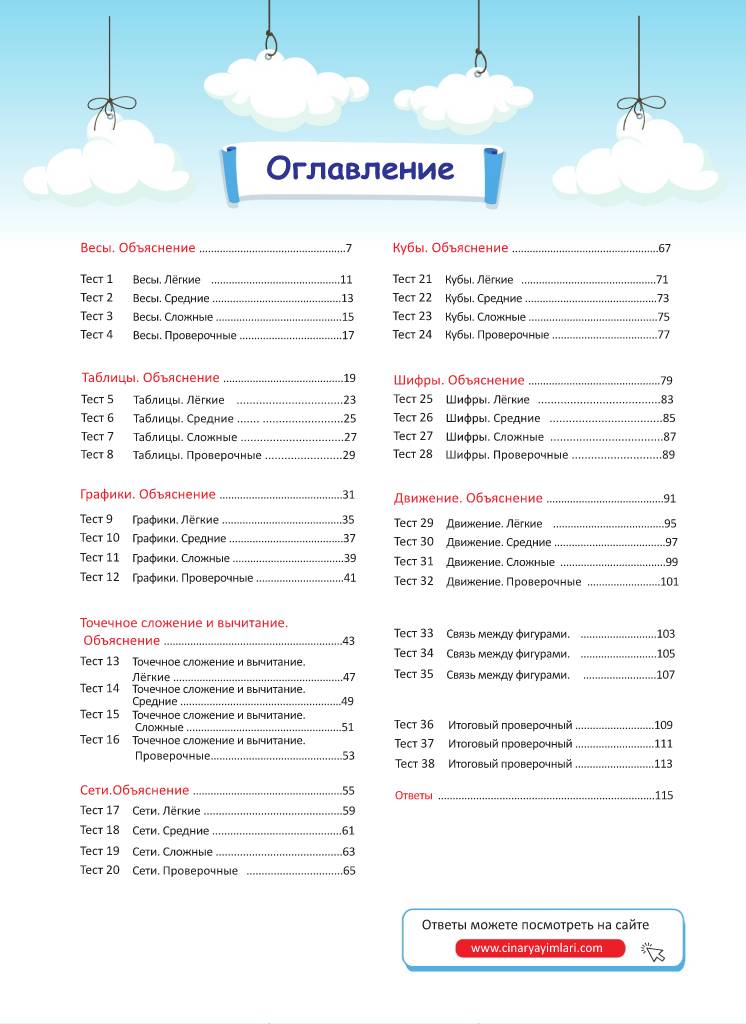 Оглавление
Весы. Объяснение ..................................................7
Тест 1 Весы. Лёгкие ............................................11
Тест 2 Весы. Средние ............................................13
Тест 3 Весы. Сложные ............................................15
Тест 4 Весы. Проверочные ...................................17
Таблицы. Объяснение .............................................19
Тест 5 Таблицы. Лёгкие ....................................23
Тест 6 Таблицы. Средние ....... ............................25
Тест 7 Таблицы. Сложные ...................................27
Тест 8 Таблицы. Проверочные ...........................29
Графики. Объяснение ..........................................31
Тест 9 Графики. Лёгкие .........................................35
Тест 10 Графики. Средние ......................................37
Тест 11 Графики. Сложные .....................................39
Тест 12 Графики. Проверочные ..............................41
Точечное сложение и вычитание.
Объяснение .............................................................43
Тест 13 Точечное сложение и вычитание.
Лёгкие .........................................................47
Тест 14 Точечное сложение и вычитание.
Средние .......................................................49
Тест 15 Точечное сложение и вычитание.
Сложные .....................................................51
Тест 16 Точечное сложение и вычитание.
Проверочные.............................................53
Сети.Объяснение ...................................................55
Тест 17 Сети. Лёгкие ...............................................59
Тест 18 Сети. Средние ............................................61
Тест 19 Сети. Сложные ...........................................63
Тест 20 Сети. Проверочные .................................65
Кубы. Объяснение ..................................................67
Тест 21 Кубы. Лёгкие ..............................................71
Тест 22 Кубы. Средние ...........................................73
Тест 23 Кубы. Сложные ..........................................75
Тест 24 Кубы. Проверочные ...................................77
Шифры. Объяснение .............................................79
Тест 25 Шифры. Лёгкие .........................................83
Тест 26 Шифры. Средние ......................................85
Тест 27 Шифры. Сложные ......................................87
Тест 28 Шифры. Проверочные ..............................89
Движение. Объяснение ........................................91
Тест 29 Движение. Лёгкие .....................................95
Тест 30 Движение. Средние .....................................97
Тест 31 Движение. Сложные ...................................99
Тест 32 Движение. Проверочные .........................101
Тест 33 Связь между фигурами. ..........................103
Тест 34 Связь между фигурами. ..........................105
Тест 35 Связь между фигурами. .........................107
Тест 36 Итоговый проверочный ...........................109
Тест 37 Итоговый проверочный ...........................111
Тест 38 Итоговый проверочный ...........................113
Ответы ..........................................................................115
Ответы можете посмотреть на сайте
www.cinaryayimlari.com